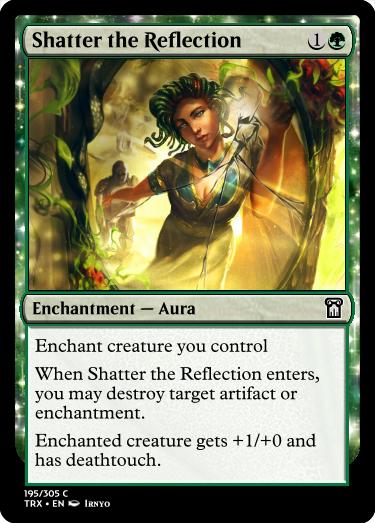 Shatter the Reflection 1
Enchantment — Aura
Enchant creature you control
When Shatter the Reflection enters,
you may destroy target artifact or
enchantment.
Enchanted creature gets +1/+0 and
has deathtouch.
195/305 C
TRX • EN Irnyo